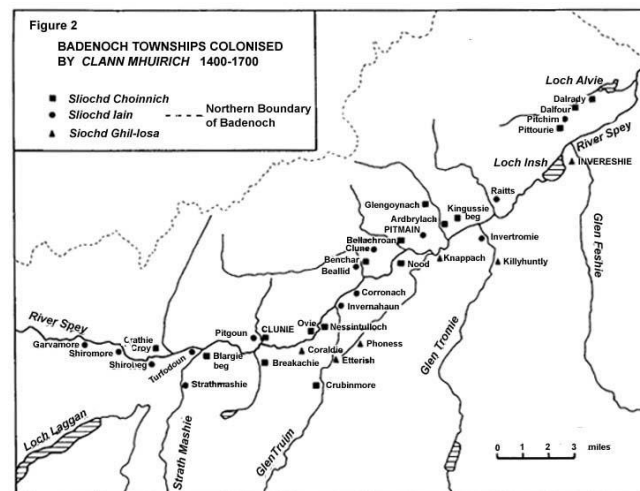 Figure 2
BADENOCH TOWNSHIPS COLONISED
BY CLANN MHUIRICH 1400-1700
Sliochd Choinnich
Sliochd Iain
Siochd Ghil-Iosa
Northern Boundary
of Badenoch
Loch Alvie
Dalrady
Dalfour
Pitchirn
Pittourie
River Spey
Loch Insh
INVERESHIE
Raitts
Glengoynach
Kingussie
beg
Ardbrylach
PITMAIN
Invertromie
Glen Feshie
Bellachroan
Clune
Benchar
Beallid
Nood
Knappach
Killyhuntly
Corronach
Invernahaun
River Spey
Garvamore
Shiromore
Crathie
Croy
Shirobeg
Turfodoun
Pitgoun
CLUNIE
Ovie
Nessintulloch
Blargie
beg
Coraldie
Phoness
Etterish
Breakachie
Strathmashie
Crubinmore
Glen Tromie
Loch Laggan
Strath Mashie
GlenTruim
0 1 2 3 miles